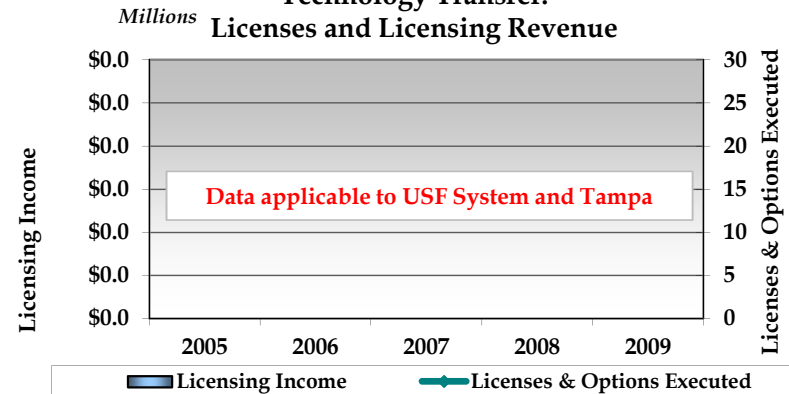 Technology Transfer:
Millions
Licenses and Licensing Revenue
$0.0
$0.0
$0.0
$0.0
$0.0
$0.0
$0.0
Licensing Income
30
25
20
15
10
5
0
Licenses & Options Executed
Data applicable to USF System and Tampa
2005 2006 2007 2008 2009
Licensing Income Licenses & Options Executed